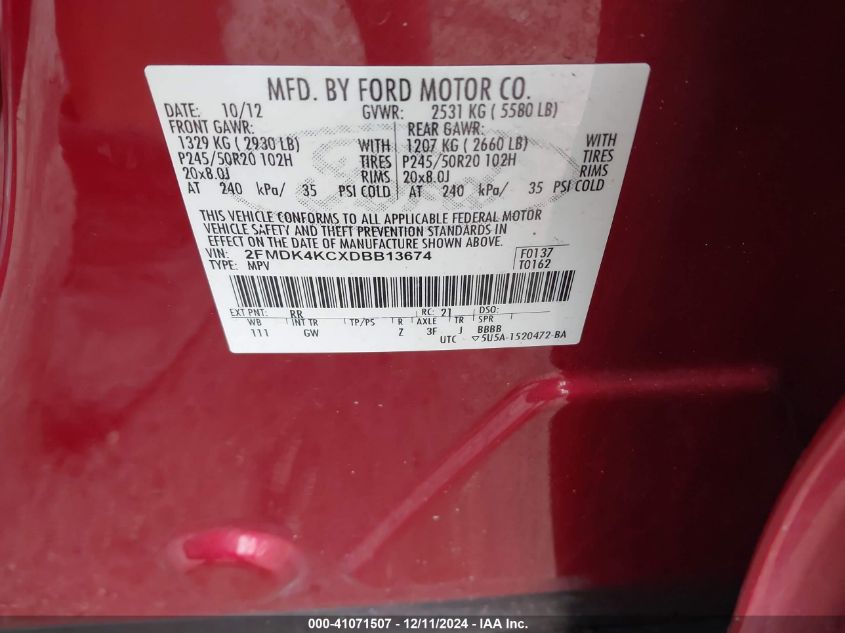 MFD. BY FORD MOTOR CO.
DATE: 10/12 GVWR: 2531 KG ( 5580 LB)
FRONT GAWR: REAR GAWR:
1329 KG ( 2930 LB) WITH 1207 KG ( 2660 LB) WITH
P245/50R20 102H TIRES P245/50R20 102H TIRES
20x8.0J RIMS 20x8.0J RIMS
AT 240 kPa/ 35 PSI COLD AT 240 kPa/ 35 PSI COLD
THIS VEHICLE CONFORMS TO ALL APPLICABLE FEDERAL MOTOR
VEHICLE SAFETY AND THEFT PREVENTION STANDARDS IN
EFFECT ON THE DATE OF MANUFACTURE SHOWN ABOVE.
VIN: 2FMDK4KCXDBB13674 F0137
TYPE: MPV T0162
EXT PNT: RR RC: 21 DSO:
WB INT TR TP/PS R AXLE TR SPR
111 GW Z 3F J BBBB
UTC ▽5U5A-1520472-BA
000-41071507 - 12/11/2024 - IAAI.com